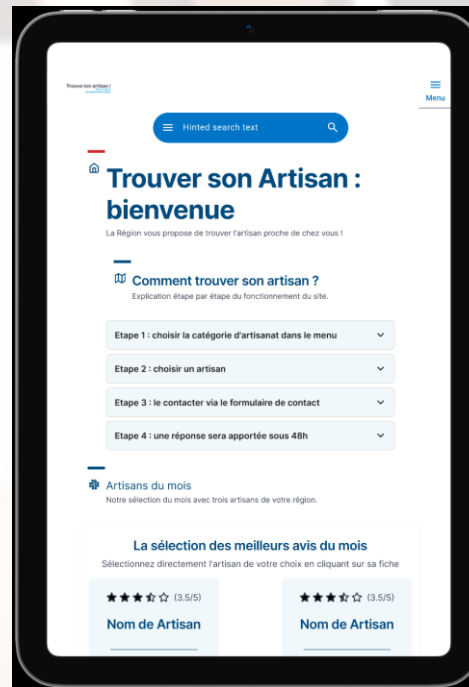 Trouve ton artisan !
Menu
Hinted search text
Trouver son Artisan :
bienvenue
La Région vous propose de trouver l'artisan proche de chez vous !
Comment trouver son artisan ?
Explication étape par étape du fonctionnement du site.
Etape 1 : choisir la catégorie d'artisanat dans le menu
Etape 2 : choisir un artisan
Etape 3 : le contacter via le formulaire de contact
Etape 4 : une réponse sera apportée sous 48h
Artisans du mois
Notre sélection du mois avec trois artisans de votre région.
La sélection des meilleurs avis du mois
Sélectionnez directement l'artisan de votre choix en cliquant sur sa fiche
(3.5/5) (3.5/5)
Nom de Artisan Nom de Artisan